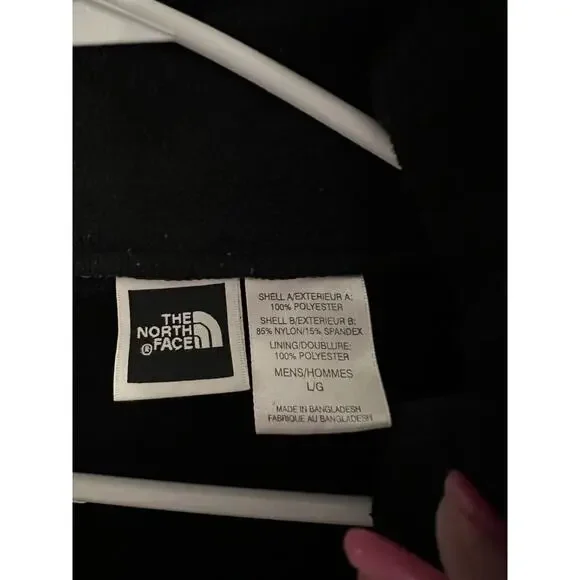 THE
NORTH
®FACE
SHELL A/EXTERIEUR A:
100% POLYESTER
SHELL B/EXTERIEUR B:
85% NYLON/15% SPANDEX
LINING/DOUBLURE:
100% POLYESTER
MENS/HOMMES
L/G
MADE IN BANGLADESH
FABRIQUE AU BANGLADESH